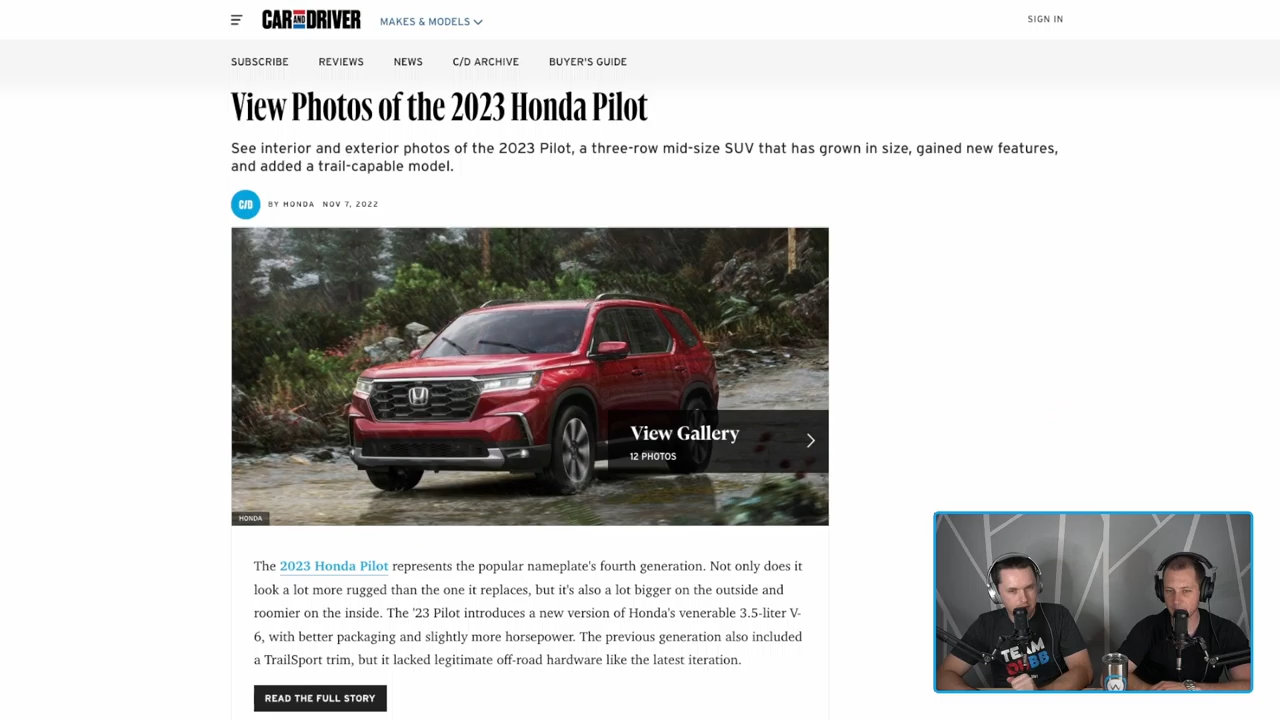 CAR AND DRIVER
MAKES & MODELS
SIGN IN
SUBSCRIBE REVIEWS NEWS C/D ARCHIVE BUYER'S GUIDE
View Photos of the 2023 Honda Pilot
See interior and exterior photos of the 2023 Pilot, a three-row mid-size SUV that has grown in size, gained new features,
and added a trail-capable model.
C/D BY HONDA NOV 7, 2022
View Gallery
12 PHOTOS
HONDA
The 2023 Honda Pilot represents the popular nameplate's fourth generation. Not only does it
look a lot more rugged than the one it replaces, but it's also a lot bigger on the outside and
roomier on the inside. The '23 Pilot introduces a new version of Honda's venerable 3.5-liter V-
6, with better packaging and slightly more horsepower. The previous generation also included
a TrailSport trim, but it lacked legitimate off-road hardware like the latest iteration.
READ THE FULL STORY
TEAM